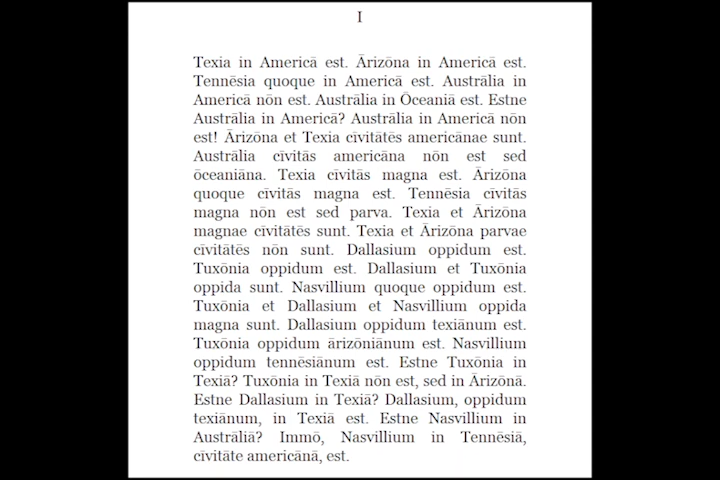 I
Texia in Americā est. Ārizōna in Americā est.
Tennēsia quoque in Americā est. Austrālia in
Americā nōn est. Austrālia in Ōceaniā est. Estne
Austrālia in Americā? Austrālia in Americā nōn
est! Ārizōna et Texia cīvitātēs americānae sunt.
Austrālia cīvitās americāna nōn est sed
ōceaniāna. Texia cīvitās magna est. Ārizōna
quoque cīvitās magna est. Tennēsia cīvitās
magna nōn est sed parva. Texia et Ārizōna
magnae cīvitātēs sunt. Texia et Ārizōna parvae
cīvitātēs nōn sunt. Dallasium oppidum est.
Tuxōnia oppidum est. Dallasium et Tuxōnia
oppida sunt. Nasvillium quoque oppidum est.
Tuxōnia et Dallasium et Nasvillium oppida
magna sunt. Dallasium oppidum texiānum est.
Tuxōnia oppidum ārizōniānum est. Nasvillium
oppidum tennēsiānum est. Estne Tuxōnia in
Texiā? Tuxōnia in Texiā nōn est, sed in Ārizōnā.
Estne Dallasium in Texiā? Dallasium, oppidum
texiānum, in Texiā est. Estne Nasvillium in
Austrāliā? Immō, Nasvillium in Tennēsiā,
cīvitāte americānā, est.